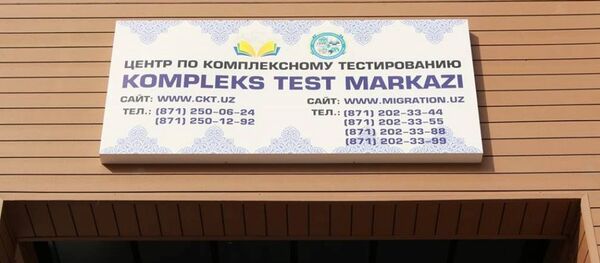 ЦЕНТР ПО КОМПЛЕКСНОМУ ТЕСТИРОВАНИЮ
KOMPLEKS TEST MARKAZI
САЙТ: WWW.CKT.UZ
ТЕЛ.: (871) 250-06-24
(871) 250-12-92
САЙТ: WWW.MIGRATION.UZ
ТЕЛ.: (871) 202-33-44
(871) 202-33-55
(871) 202-33-88
(871) 202-33-99